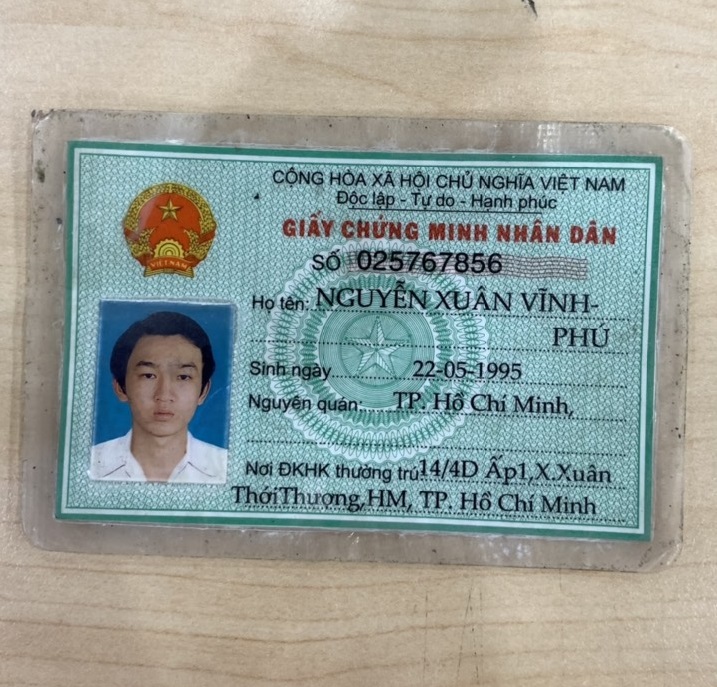 CỘNG HÒA XÃ HỘI CHỦ NGHĨA VIỆT NAM
Độc lập - Tự do - Hạnh phúc
GIẤY CHỨNG MINH NHÂN DÂN
SỐ 025767856
Họ tên: NGUYỄN XUÂN VĨNH-
PHÚ
Sinh ngày 22-05-1995
Nguyên quán: TP. Hồ Chí Minh,
Nơi ĐKHK thường trú 14/4D Ấp1,X.Xuân
ThớiThượng,HM, TP. Hồ Chí Minh
VIỆT NAM